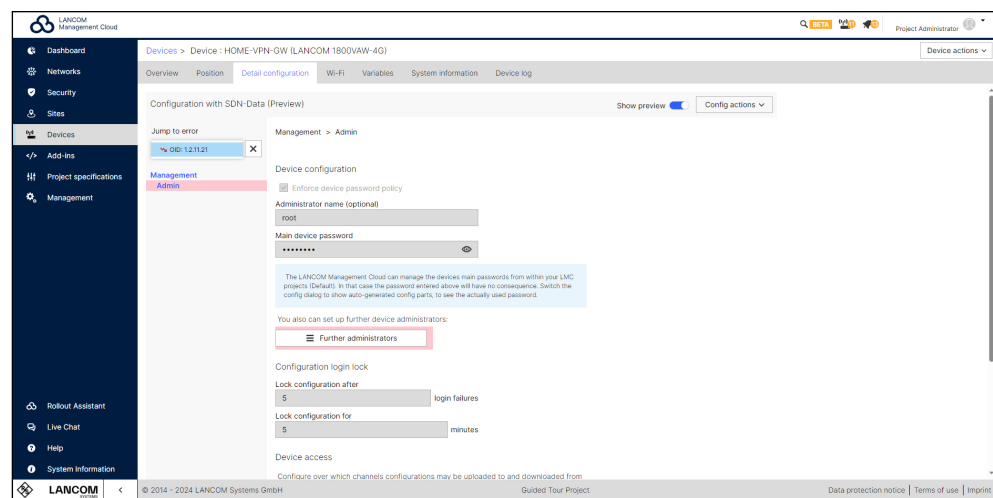 LANCOM
Management Cloud
BETA
Project Administrator
Dashboard
Networks
Security
Sites
Devices
Add-ins
Project specifications
Management
Rollout Assistant
Live Chat
Help
System Information
LANCOM
SYSTEMS
Devices > Device : HOME-VPN-GW (LANCOM 1800VAW-4G)
Device actions
Overview Position Detail configuration Wi-Fi Variables System information Device log
Configuration with SDN-Data (Preview)
Show preview
Config actions
Jump to error
OID: 1.2.11.21
Management
Admin
Management > Admin
Device configuration
Enforce device password policy
Administrator name (optional)
root
Main device password
The LANCOM Management Cloud can manage the devices main passwords from within your LMC
projects (Default). In that case the password entered above will have no consequence. Switch the
config dialog to show auto-generated config parts, to see the actually used password.
You also can set up further device administrators:
Further administrators
Configuration login lock
Lock configuration after
5 login failures
Lock configuration for
5 minutes
Device access
Configure over which channels configurations may be uploaded to and downloaded from
© 2014 - 2024 LANCOM Systems GmbH
Guided Tour Project
Data protection notice | Terms of use | Imprint